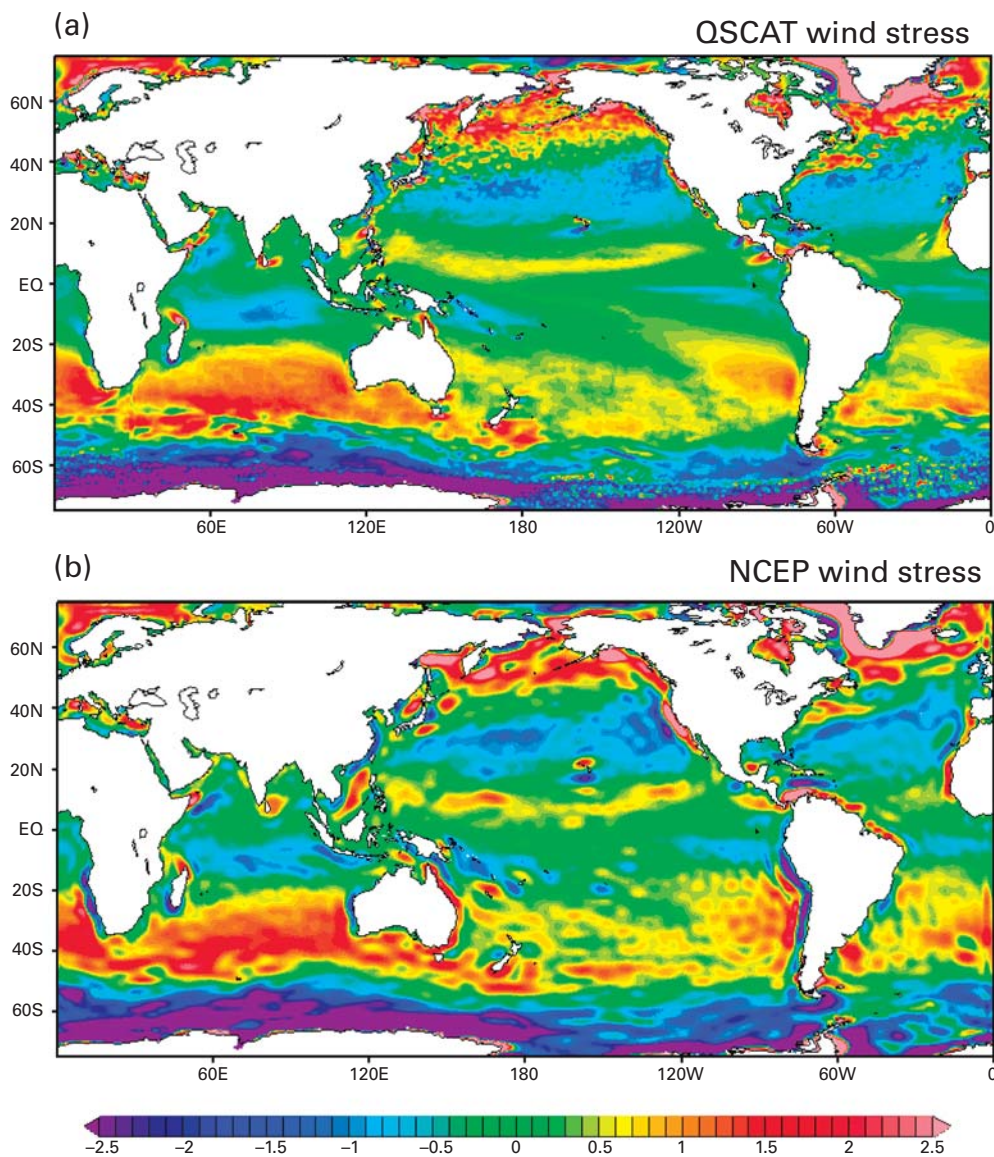 (a)
QSCAT wind stress
60N
40N
20N
EQ
20S
40S
60S
60E 120E 180 120W 60W 0
(b)
NCEP wind stress
60N
40N
20N
EQ
20S
40S
60S
60E 120E 180 120W 60W 0
−2.5 −2 −1.5 −1 −0.5 0 0.5 1 1.5 2 2.5